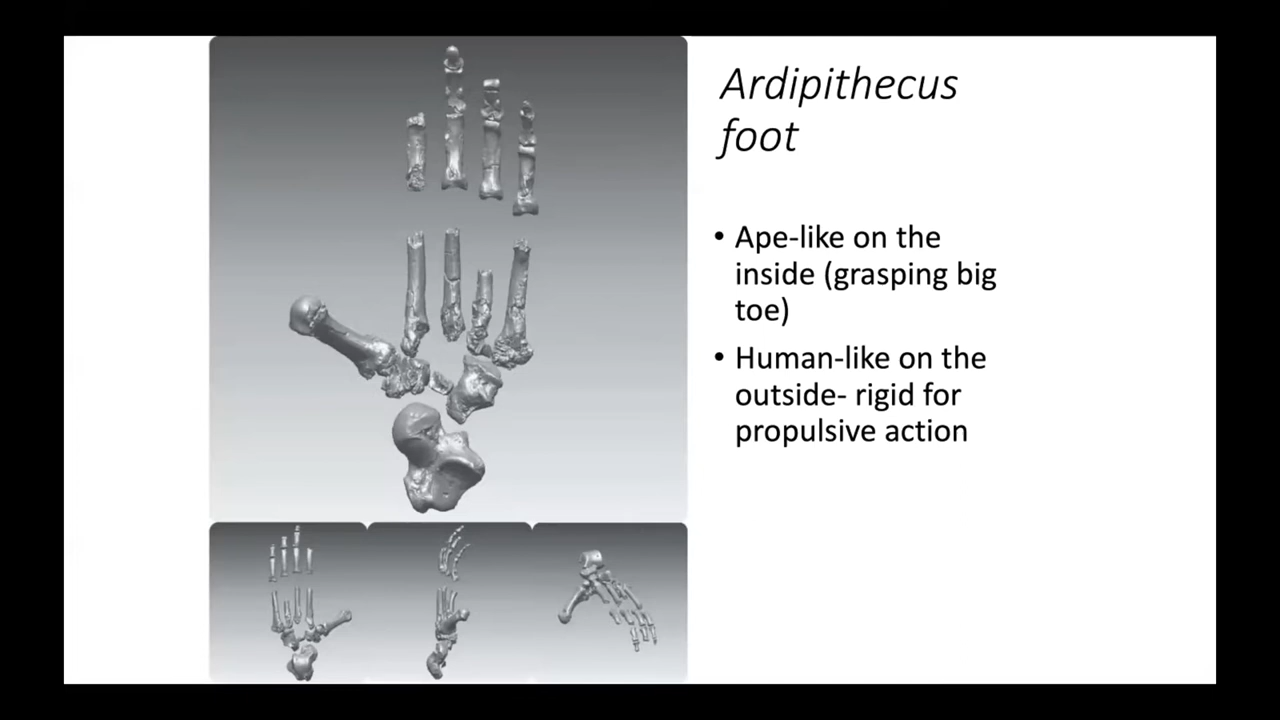 Ardipithecus
foot
• Ape-like on the
inside (grasping big
toe)
• Human-like on the
outside- rigid for
propulsive action